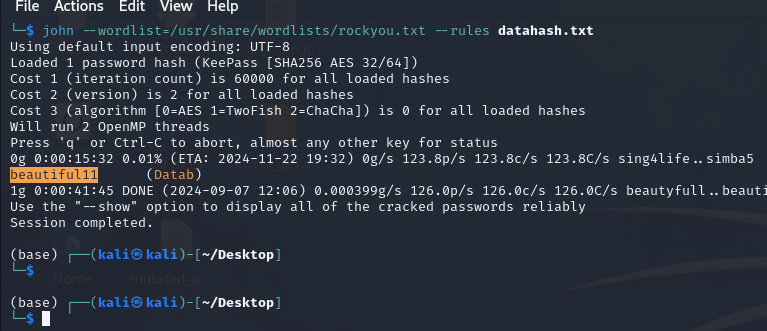 File Actions Edit View Help
└─$ john --wordlist=/usr/share/wordlists/rockyou.txt --rules datahash.txt
Using default input encoding: UTF-8
Loaded 1 password hash (KeePass [SHA256 AES 32/64])
Cost 1 (iteration count) is 60000 for all loaded hashes
Cost 2 (version) is 2 for all loaded hashes
Cost 3 (algorithm [0=AES 1=TwoFish 2=ChaCha]) is 0 for all loaded hashes
Will run 2 OpenMP threads
Press 'q' or Ctrl-C to abort, almost any other key for status
0g 0:00:15:32 0.01% (ETA: 2024-11-22 19:32) 0g/s 123.8p/s 123.8c/s 123.8C/s sing4life..simba5
beautiful11 (Datab)
1g 0:00:41:45 DONE (2024-09-07 12:06) 0.000399g/s 126.0p/s 126.0c/s 126.0C/s beautyfull..beauti
Use the "--show" option to display all of the cracked passwords reliably
Session completed.
(base) ┌──(kali㉿kali)-[~/Desktop]
└─$
Home mutated_p...
(base) ┌──(kali㉿kali)-[~/Desktop]
└─$